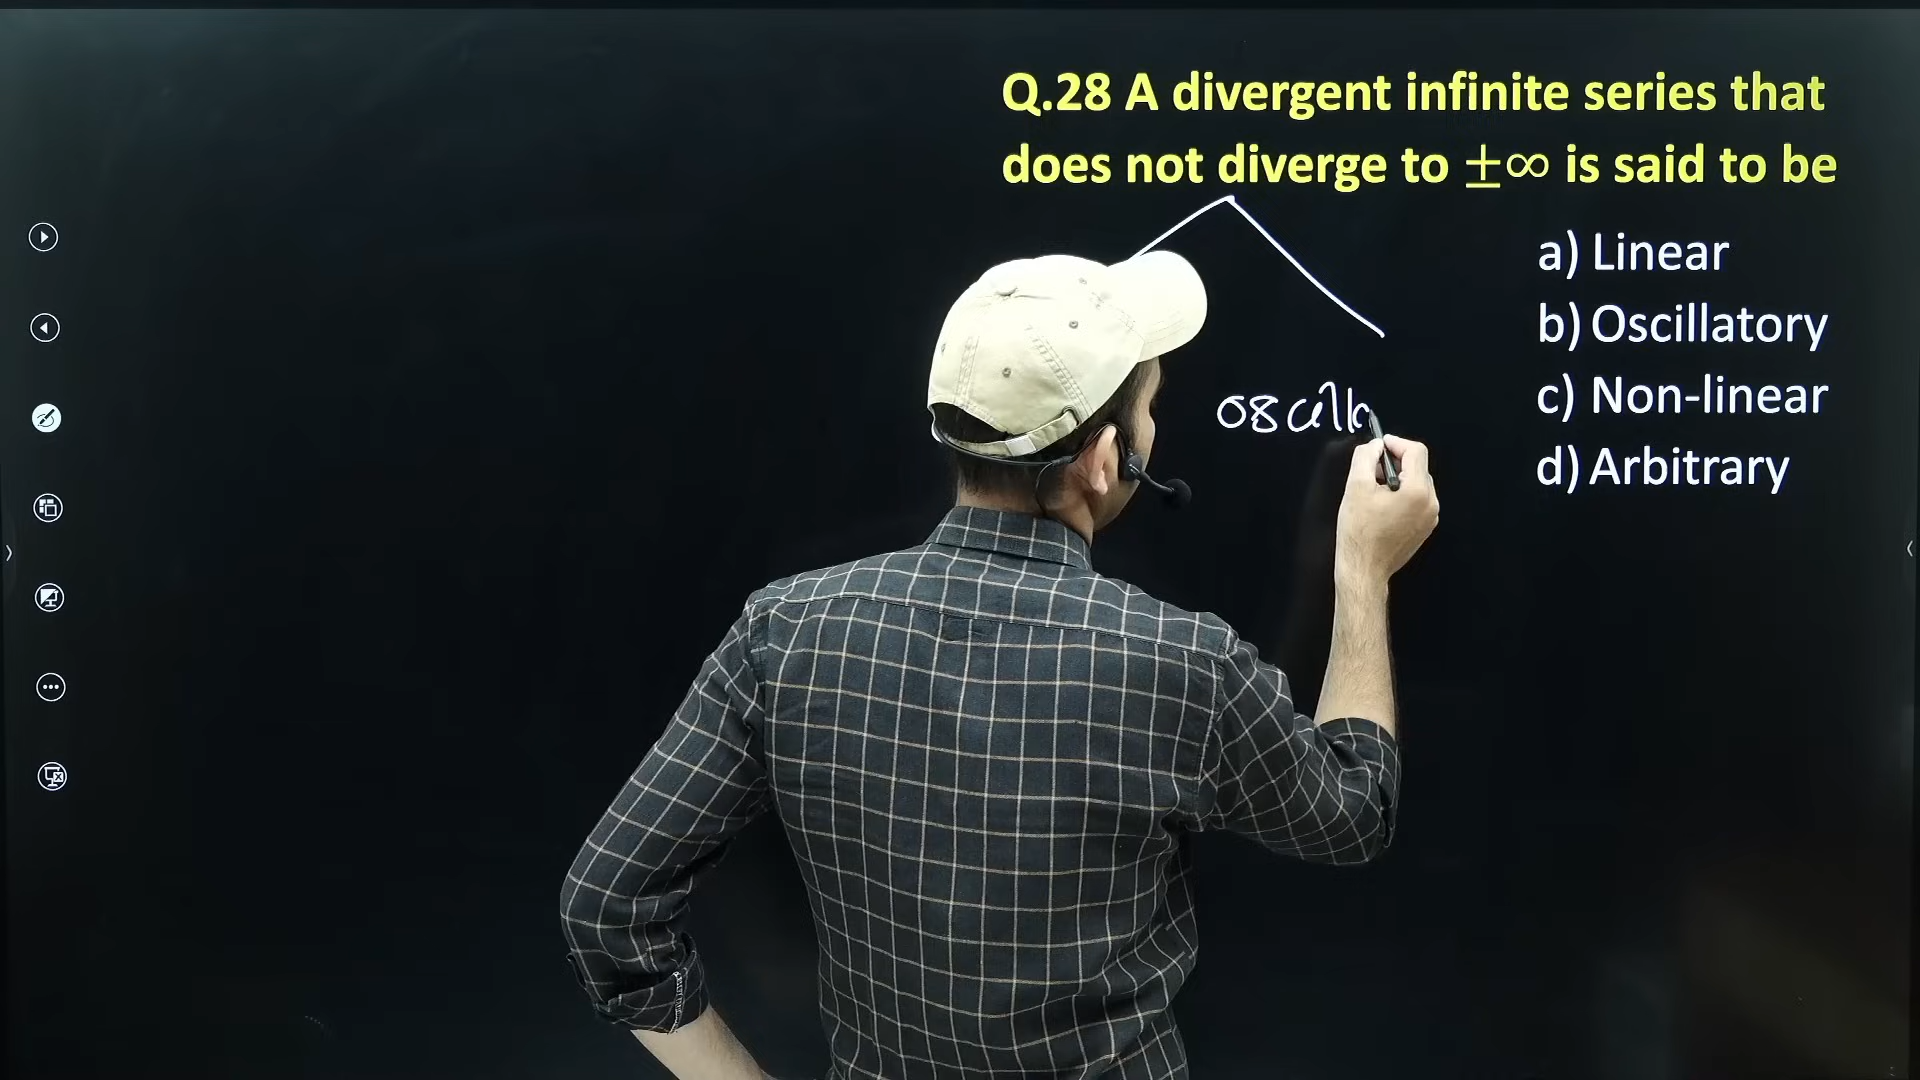 Q.28 A divergent infinite series that
does not diverge to ±∞ is said to be
a) Linear
b) Oscillatory
c) Non-linear
d) Arbitrary